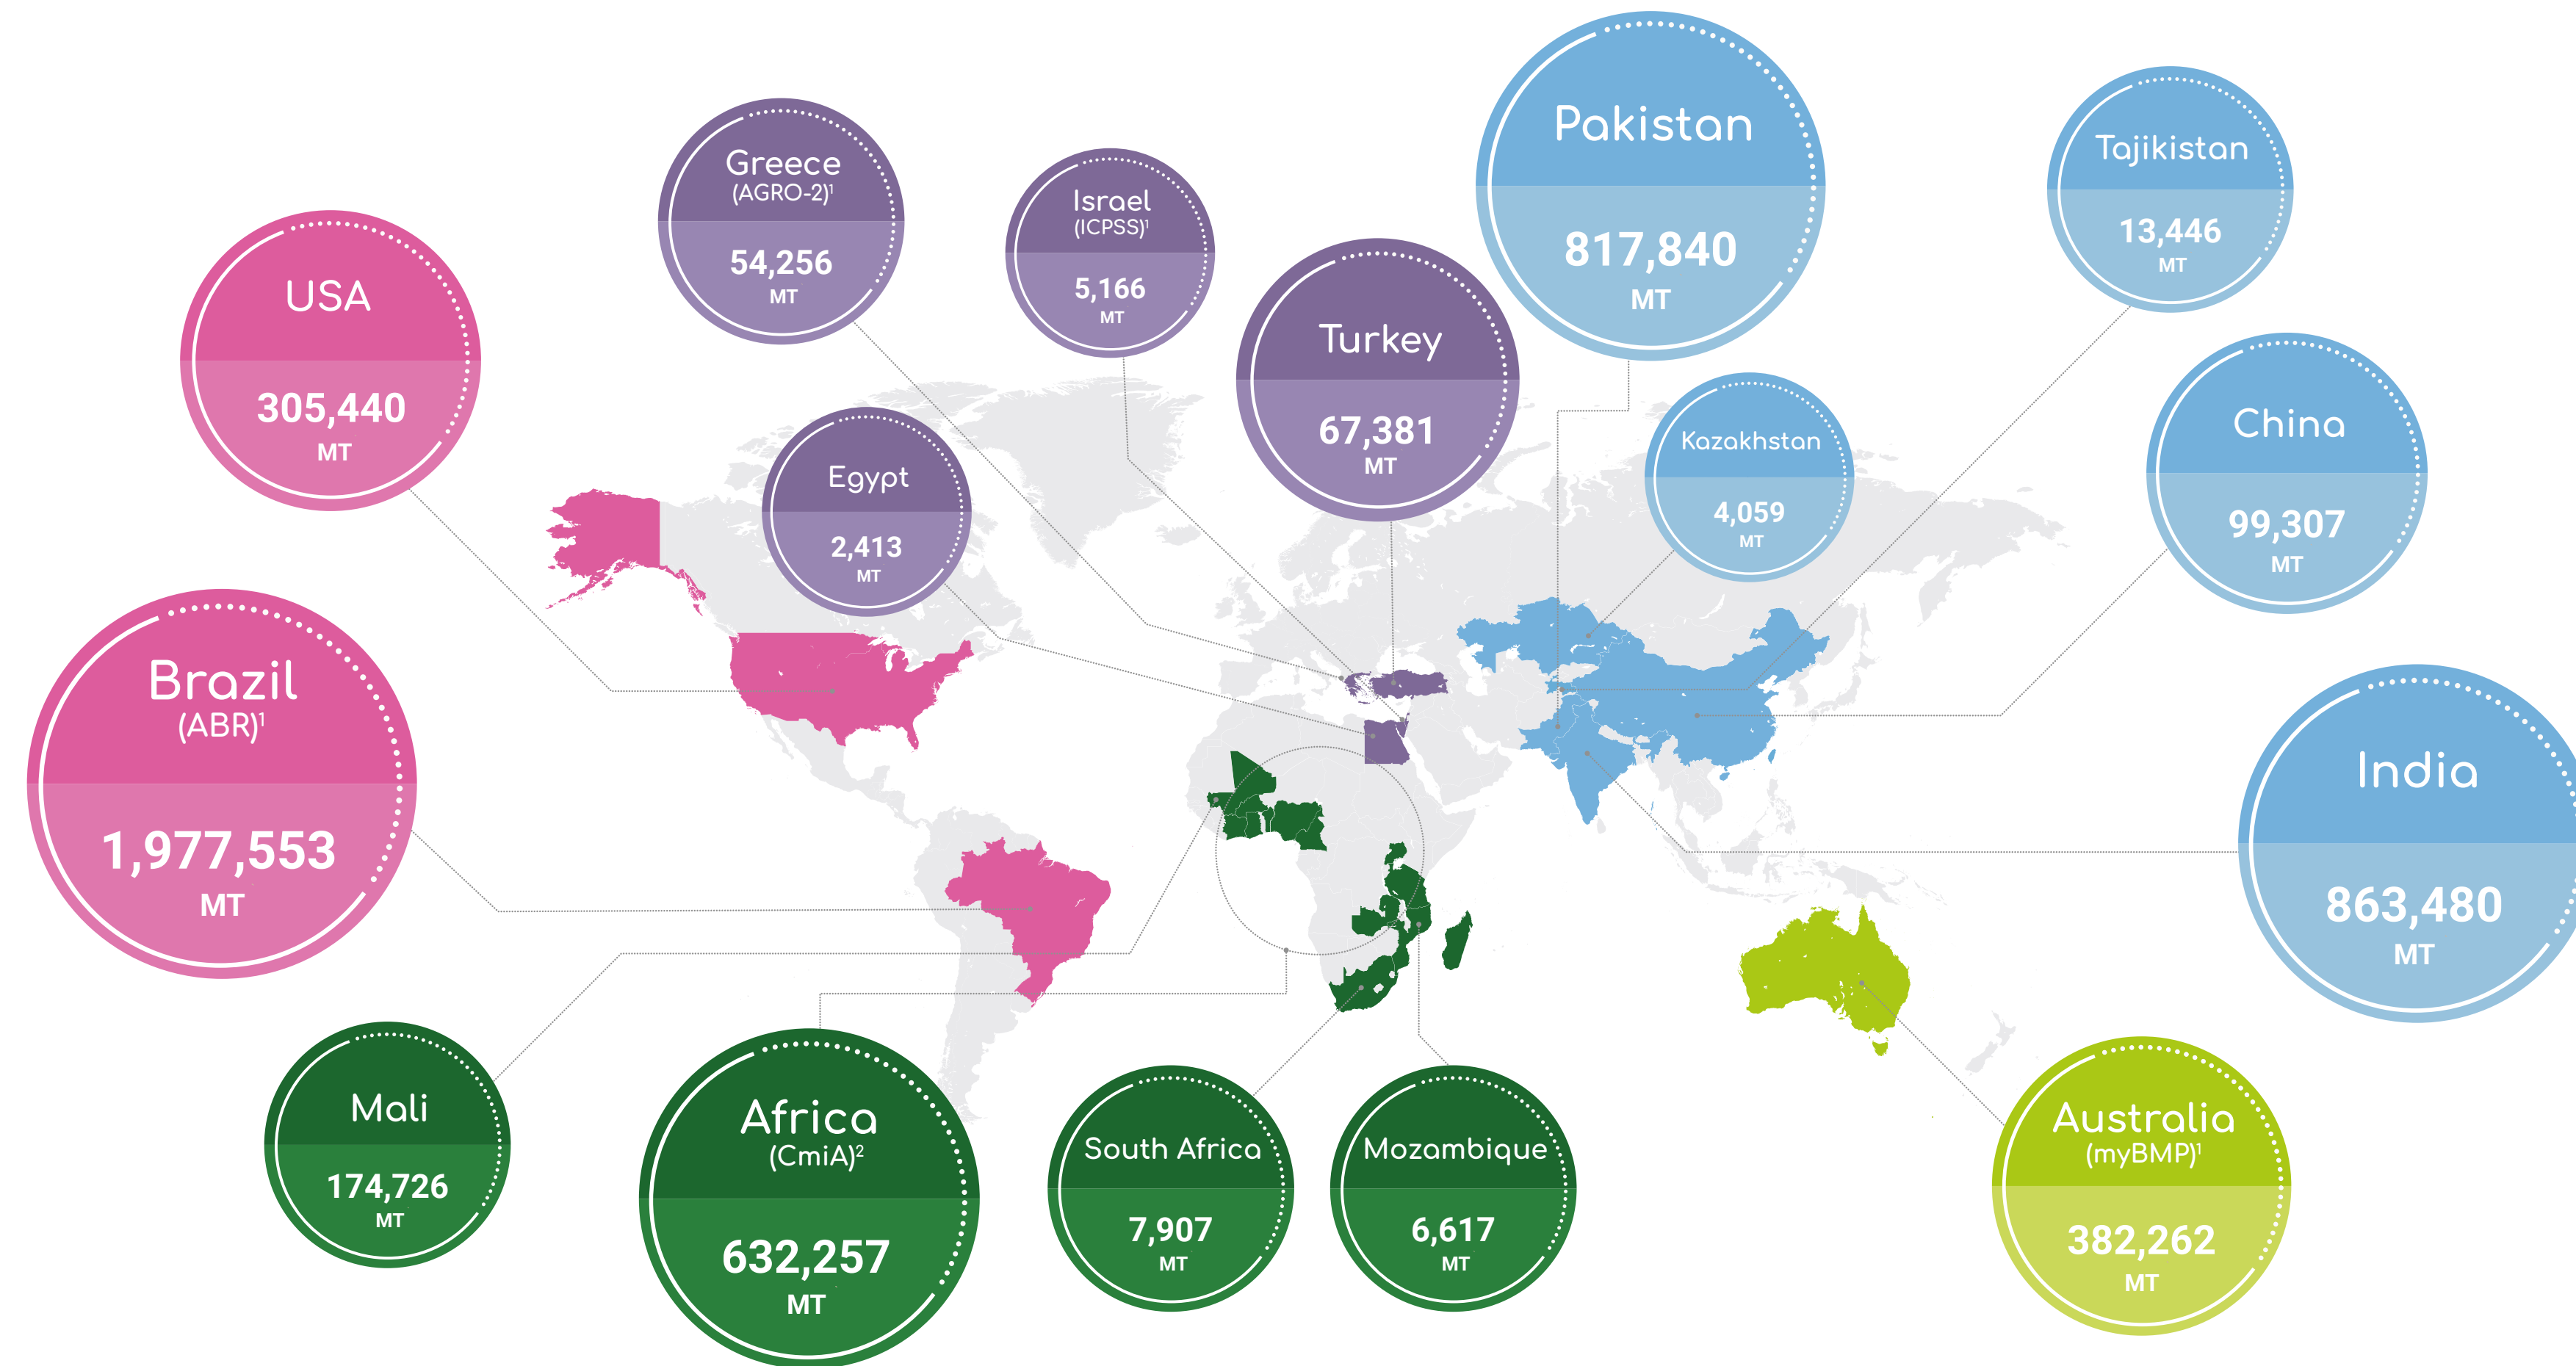 Pakistan
817,840
MT
Tajikistan
13,446
MT
Greece
(AGRO-2)¹
54,256
MT
Israel
(ICPSS)¹
5,166
MT
USA
305,440
MT
Turkey
67,381
MT
Egypt
2,413
MT
Kazakhstan
4,059
MT
China
99,307
MT
Brazil
(ABR)¹
1,977,553
MT
India
863,480
MT
Mali
174,726
MT
Africa
(CmiA)²
632,257
MT
South Africa
7,907
MT
Mozambique
6,617
MT
Australia
(myBMP)¹
382,262
MT